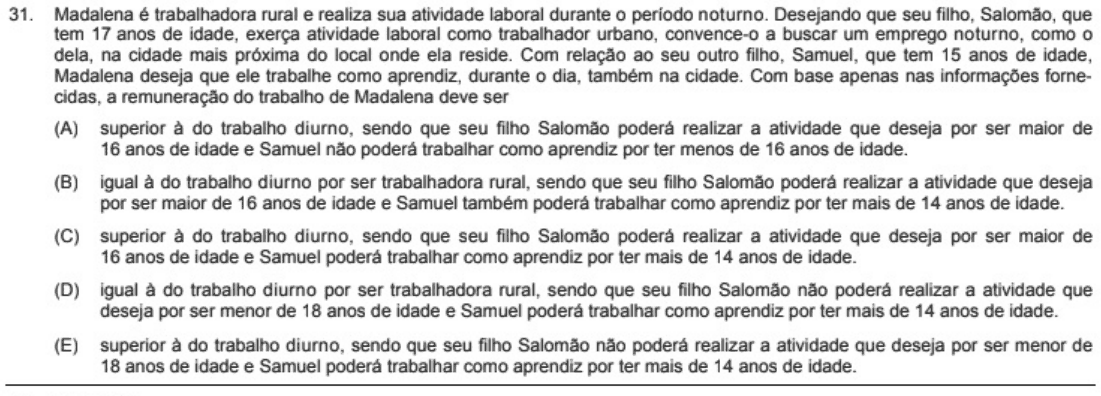 31. Madalena é trabalhadora rural e realiza sua atividade laboral durante o período noturno. Desejando que seu filho, Salomão, que
tem 17 anos de idade, exerça atividade laboral como trabalhador urbano, convence-o a buscar um emprego noturno, como o
dela, na cidade mais próxima do local onde ela reside. Com relação ao seu outro filho, Samuel, que tem 15 anos de idade,
Madalena deseja que ele trabalhe como aprendiz, durante o dia, também na cidade. Com base apenas nas informações forne-
cidas, a remuneração do trabalho de Madalena deve ser
(A) superior à do trabalho diurno, sendo que seu filho Salomão poderá realizar a atividade que deseja por ser maior de
16 anos de idade e Samuel não poderá trabalhar como aprendiz por ter menos de 16 anos de idade.
(B) igual à do trabalho diurno por ser trabalhadora rural, sendo que seu filho Salomão poderá realizar a atividade que deseja
por ser maior de 16 anos de idade e Samuel também poderá trabalhar como aprendiz por ter mais de 14 anos de idade.
(C) superior à do trabalho diurno, sendo que seu filho Salomão poderá realizar a atividade que deseja por ser maior de
16 anos de idade e Samuel poderá trabalhar como aprendiz por ter mais de 14 anos de idade.
(D) igual à do trabalho diurno por ser trabalhadora rural, sendo que seu filho Salomão não poderá realizar a atividade que
deseja por ser menor de 18 anos de idade e Samuel poderá trabalhar como aprendiz por ter mais de 14 anos de idade.
(E) superior à do trabalho diurno, sendo que seu filho Salomão não poderá realizar a atividade que deseja por ser menor de
18 anos de idade e Samuel poderá trabalhar como aprendiz por ter mais de 14 anos de idade.